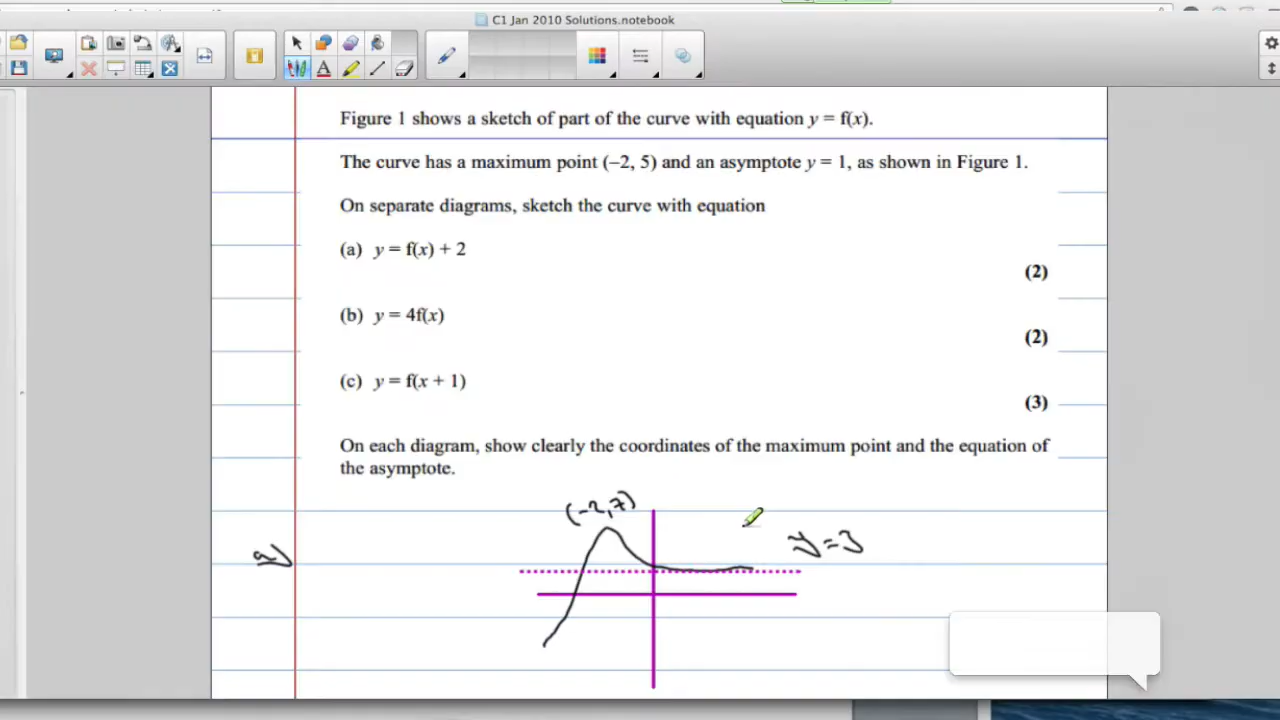 C1 Jan 2010 Solutions.notebook
Figure 1 shows a sketch of part of the curve with equation y = f(x).
The curve has a maximum point (−2, 5) and an asymptote y = 1, as shown in Figure 1.
On separate diagrams, sketch the curve with equation
(a) y = f(x) + 2
(2)
(b) y = 4f(x)
(2)
(c) y = f(x + 1)
(3)
On each diagram, show clearly the coordinates of the maximum point and the equation of
the asymptote.
(-2,7)
a)
y=3